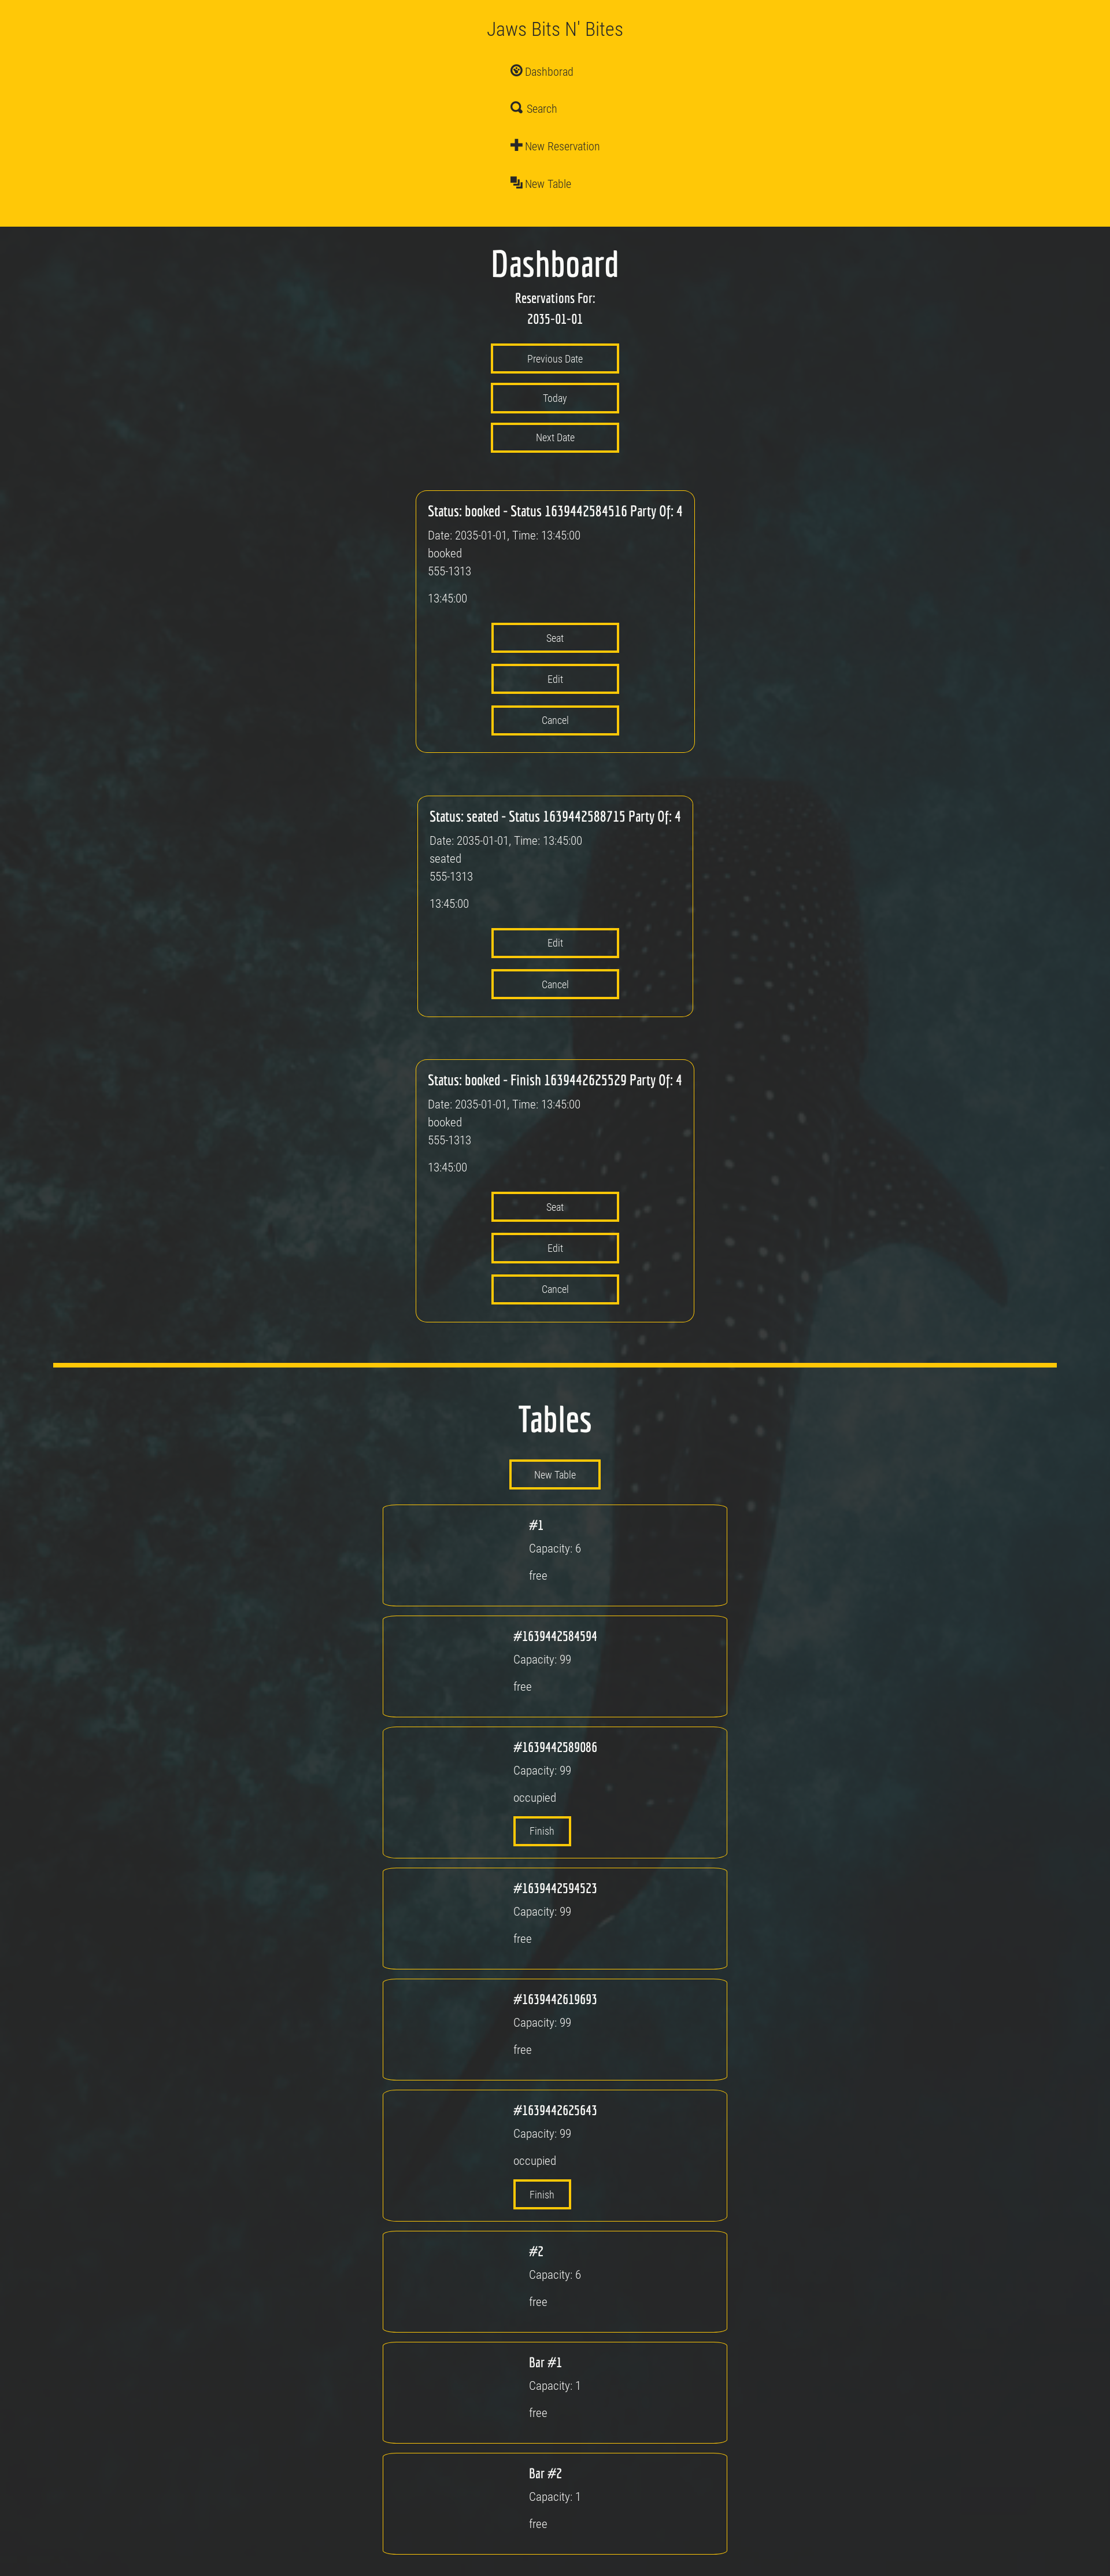 Jaws Bits N' Bites
Dashborad
Search
New Reservation
New Table
Dashboard
Reservations For:
2035-01-01
Previous Date
Today
Next Date
Status: booked - Status 1639442584516 Party Of: 4
Date: 2035-01-01, Time: 13:45:00
booked
555-1313
13:45:00
Seat
Edit
Cancel
Status: seated - Status 1639442588715 Party Of: 4
Date: 2035-01-01, Time: 13:45:00
seated
555-1313
13:45:00
Edit
Cancel
Status: booked - Finish 1639442625529 Party Of: 4
Date: 2035-01-01, Time: 13:45:00
booked
555-1313
13:45:00
Seat
Edit
Cancel
Tables
New Table
#1
Capacity: 6
free
#1639442584594
Capacity: 99
free
#1639442589086
Capacity: 99
occupied
Finish
#1639442594523
Capacity: 99
free
#1639442619693
Capacity: 99
free
#1639442625643
Capacity: 99
occupied
Finish
#2
Capacity: 6
free
Bar #1
Capacity: 1
free
Bar #2
Capacity: 1
free